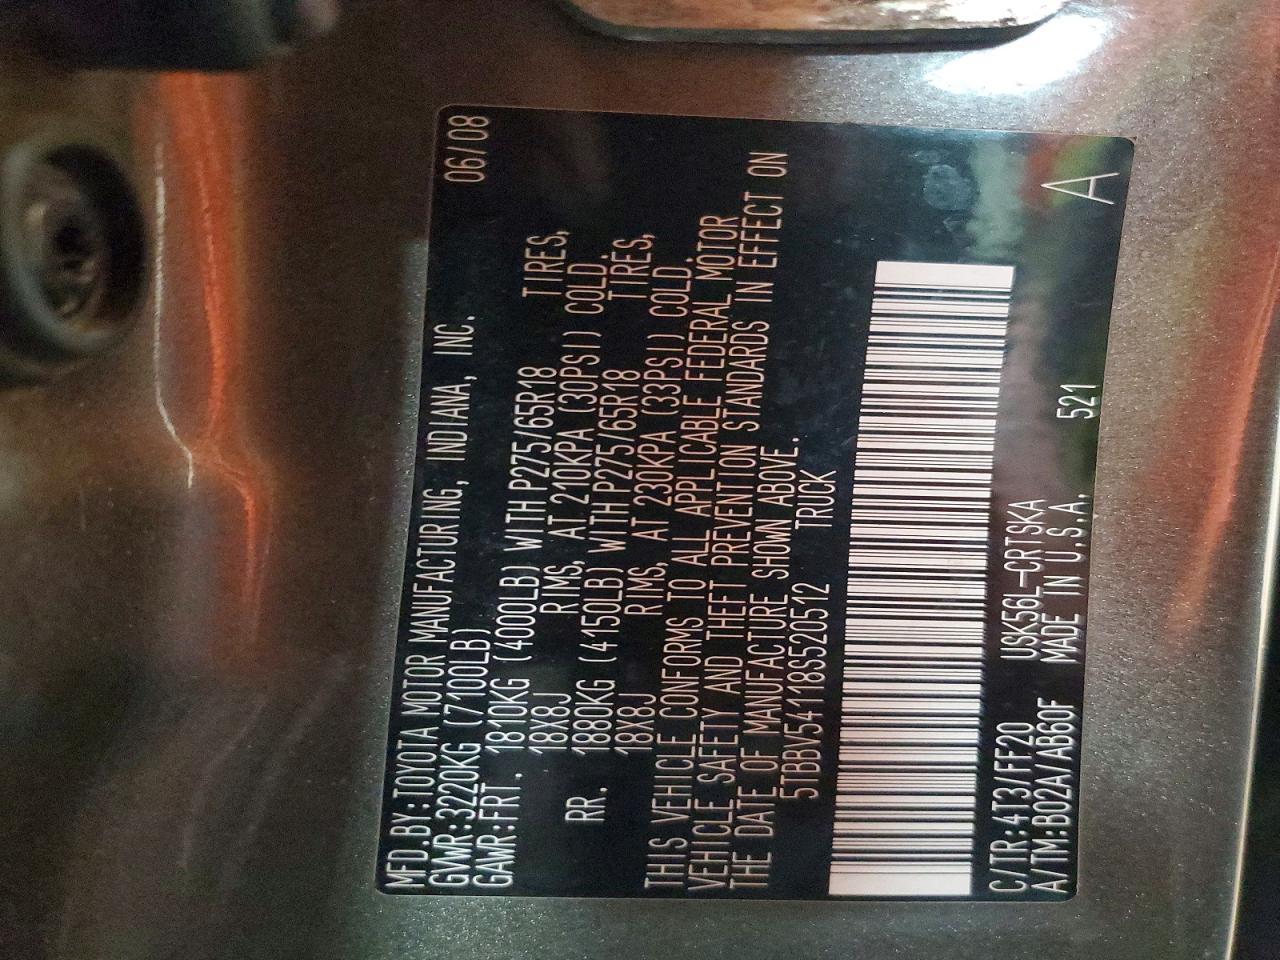 MFD.BY:TOYOTA MOTOR MANUFACTURING, INDIANA, INC. 06/08
GVWR:3220KG(7100LB)
GAWR:FRT. 1810KG (4000LB) WITH P275/65R18 TIRES,
18X8J RIMS, AT 210KPA (30PSI) COLD.
RR. 1880KG (4150LB) WITH P275/65R18 TIRES,
18X8J RIMS, AT 230KPA (33PSI) COLD.
THIS VEHICLE CONFORMS TO ALL APPLICABLE FEDERAL MOTOR
VEHICLE SAFETY AND THEFT PREVENTION STANDARDS IN EFFECT ON
THE DATE OF MANUFACTURE SHOWN ABOVE.
5TBBV54118S520512 TRUCK
C/TR:4T3/FF20 USK56L-CRTSKA
A/TM:B02A/AB60F MADE IN U.S.A. 521 A